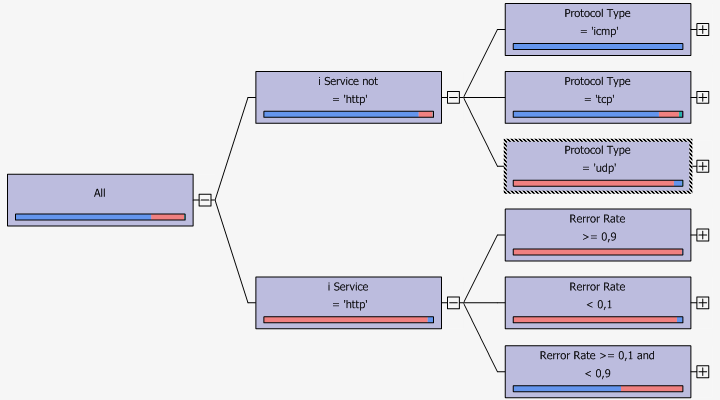 All
i Service not
= 'http'
i Service
= 'http'
Protocol Type
= 'icmp'
Protocol Type
= 'tcp'
Protocol Type
= 'udp'
Rerror Rate
>= 0,9
Rerror Rate
< 0,1
Rerror Rate >= 0,1 and
< 0,9